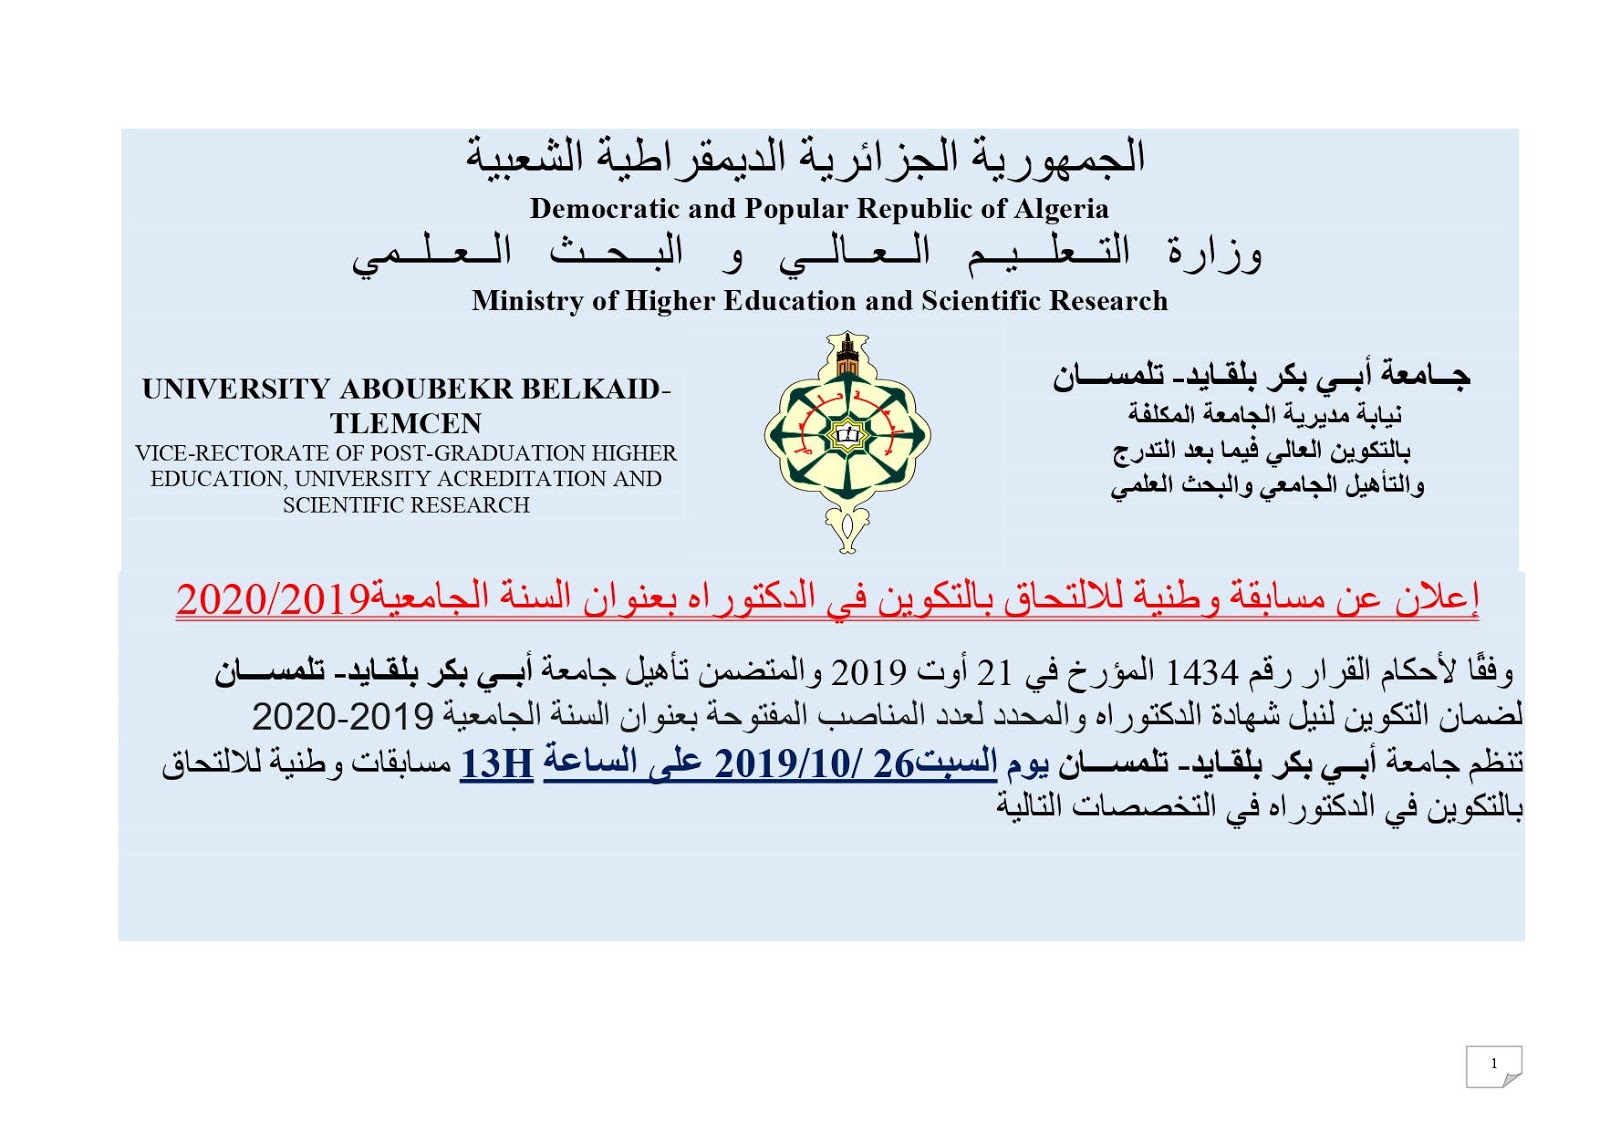 الجمهورية الجزائرية الديمقراطية الشعبية
Democratic and Popular Republic of Algeria
وزارة التـعلـيـم الـعـالـي و البـحـث الـعـلـمي
Ministry of Higher Education and Scientific Research
UNIVERSITY ABOUBEKR BELKAID-
TLEMCEN
VICE-RECTORATE OF POST-GRADUATION HIGHER
EDUCATION, UNIVERSITY ACREDITATION AND
SCIENTIFIC RESEARCH
جـامعة أبـي بكر بلقـايد- تلمسـان
نيابة مديرية الجامعة المكلفة
بالتكوين العالي فيما بعد التدرج
والتأهيل الجامعي والبحث العلمي
إعلان عن مسابقة وطنية للالتحاق بالتكوين في الدكتوراه بعنوان السنة الجامعية2020/2019
وفقًا لأحكام القرار رقم 1434 المؤرخ في 21 أوت 2019 والمتضمن تأهيل جامعة أبـي بكر بلقـايد- تلمسـان
لضمان التكوين لنيل شهادة الدكتوراه والمحدد لعدد المناصب المفتوحة بعنوان السنة الجامعية 2019-2020
تنظم جامعة أبـي بكر بلقـايد- تلمسـان يوم السبت26 /2019/10 على الساعة 13H مسابقات وطنية للالتحاق
بالتكوين في الدكتوراه في التخصصات التالية
1